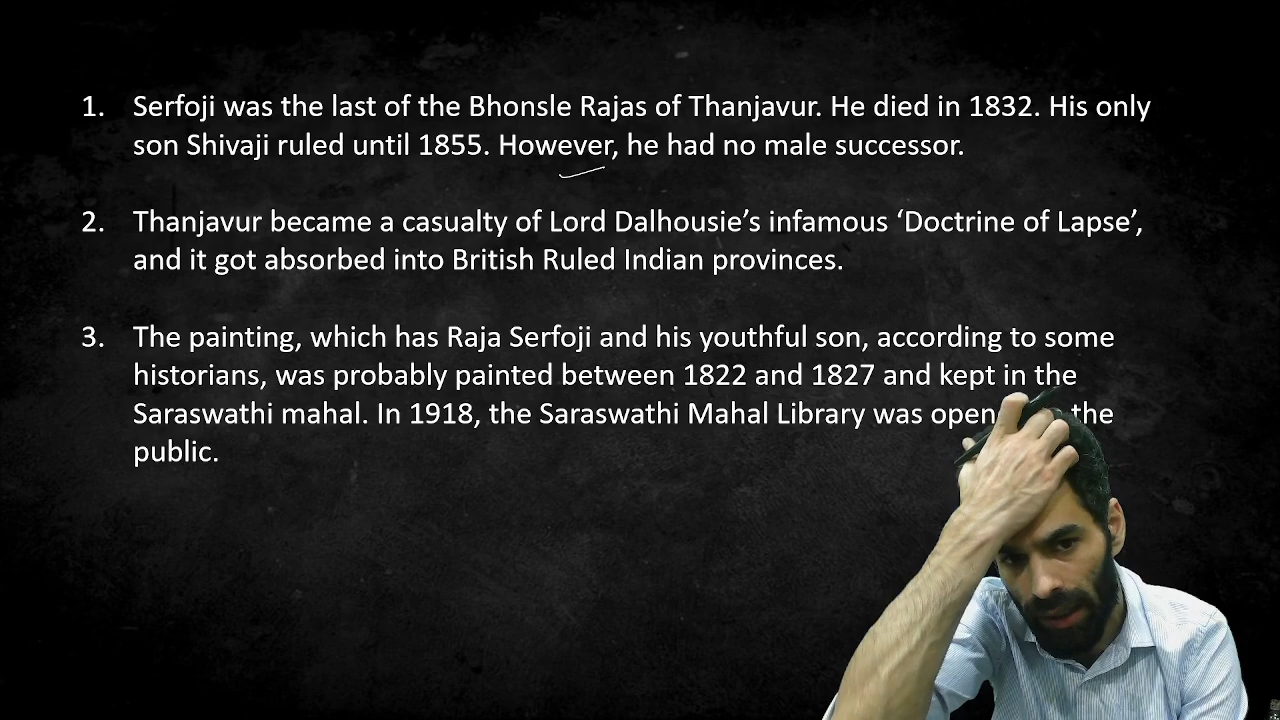 1. Serfoji was the last of the Bhonsle Rajas of Thanjavur. He died in 1832. His only
son Shivaji ruled until 1855. However, he had no male successor.
2. Thanjavur became a casualty of Lord Dalhousie’s infamous ‘Doctrine of Lapse’,
and it got absorbed into British Ruled Indian provinces.
3. The painting, which has Raja Serfoji and his youthful son, according to some
historians, was probably painted between 1822 and 1827 and kept in the
Saraswathi mahal. In 1918, the Saraswathi Mahal Library was open the
public.